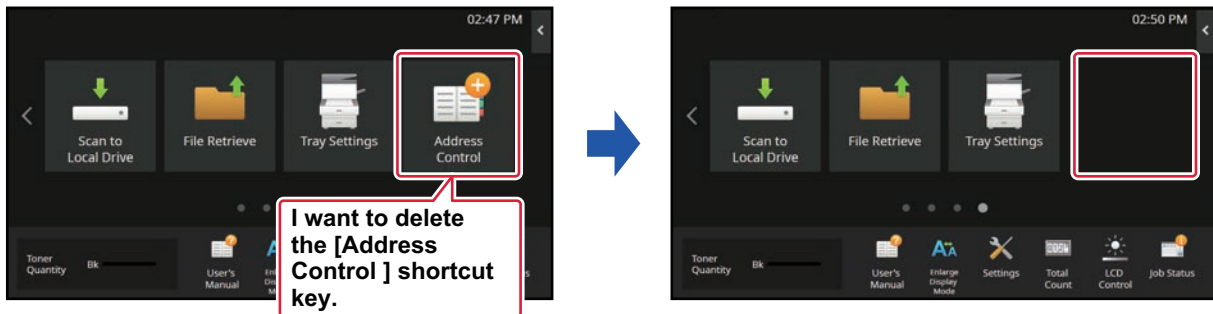 02:47 PM
Scan to
Local Drive
File Retrieve
Tray Settings
Address
Control
I want to delete
the [Address
Control ] shortcut
key.
Toner
Quantity
Bk
User's
Manual
02:50 PM
Scan to
Local Drive
File Retrieve
Tray Settings
Toner
Quantity
Bk
User's
Manual
Enlarge
Display
Mode
Settings
Total
Count
LCD
Control
Job Status